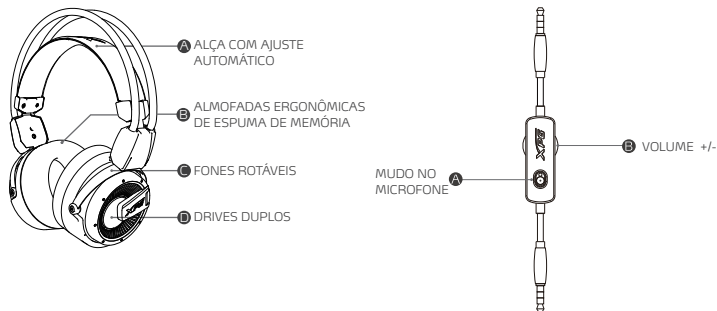 A ALÇA COM AJUSTE
AUTOMÁTICO
B ALMOFADAS ERGONÔMICAS
DE ESPUMA DE MEMÓRIA
C FONES ROTÁVEIS
D DRIVES DUPLOS
MUDO NO
MICROFONE A
B VOLUME +/-